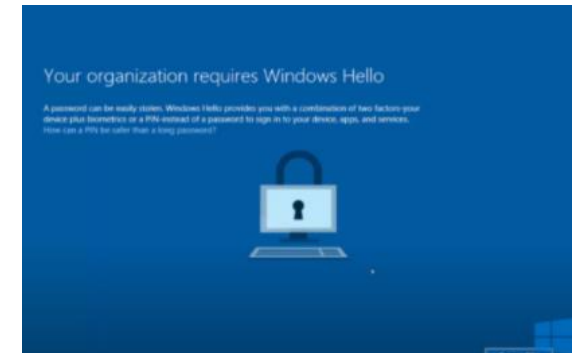 Your organization requires Windows Hello
A password can be easily stolen. Windows Hello provides you with a combination of two factors-your
device plus biometrics or a PIN-instead of a password to sign in to your device, apps, and services.
How can a PIN be safer than a long password?